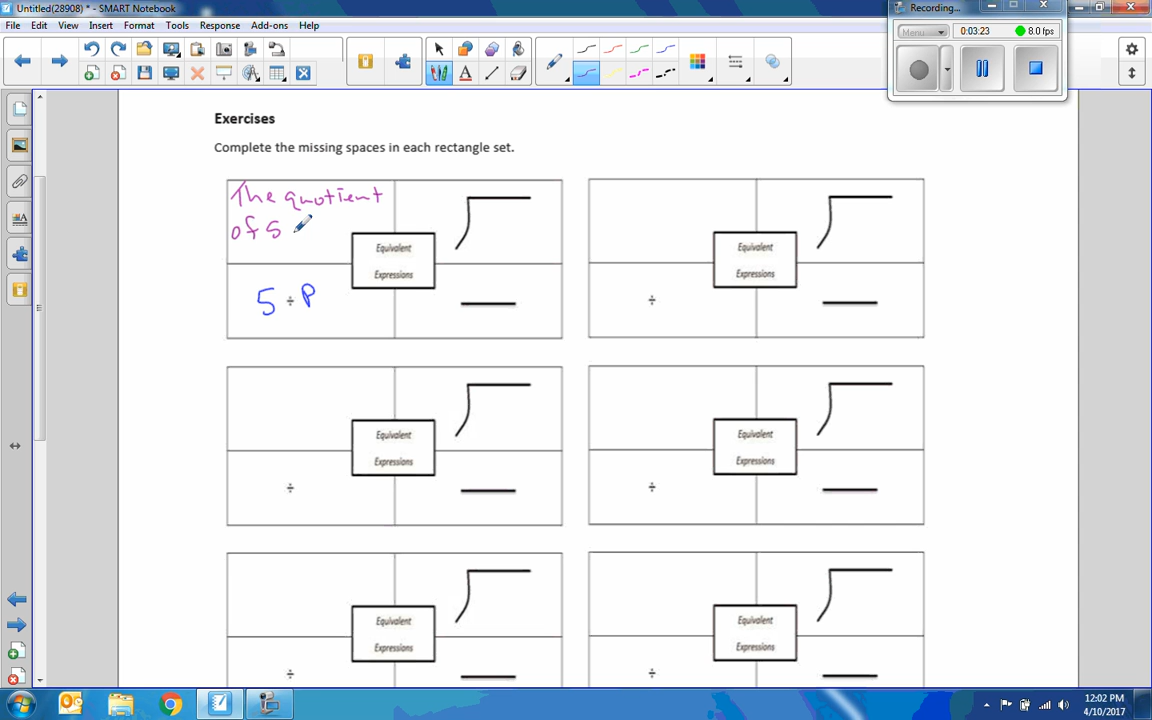 Untitled(28908) * - SMART Notebook
Recording...
File Edit View Insert Format Tools Response Add-ons Help
Menu
0:03:23
8.0 fps
Exercises
Complete the missing spaces in each rectangle set.
The quotient
of 5
Equivalent
Expressions
5 ÷ P
Equivalent
Expressions
÷
Equivalent
Expressions
÷
Equivalent
Expressions
÷
Equivalent
Expressions
÷
Equivalent
Expressions
÷
12:02 PM
4/10/2017